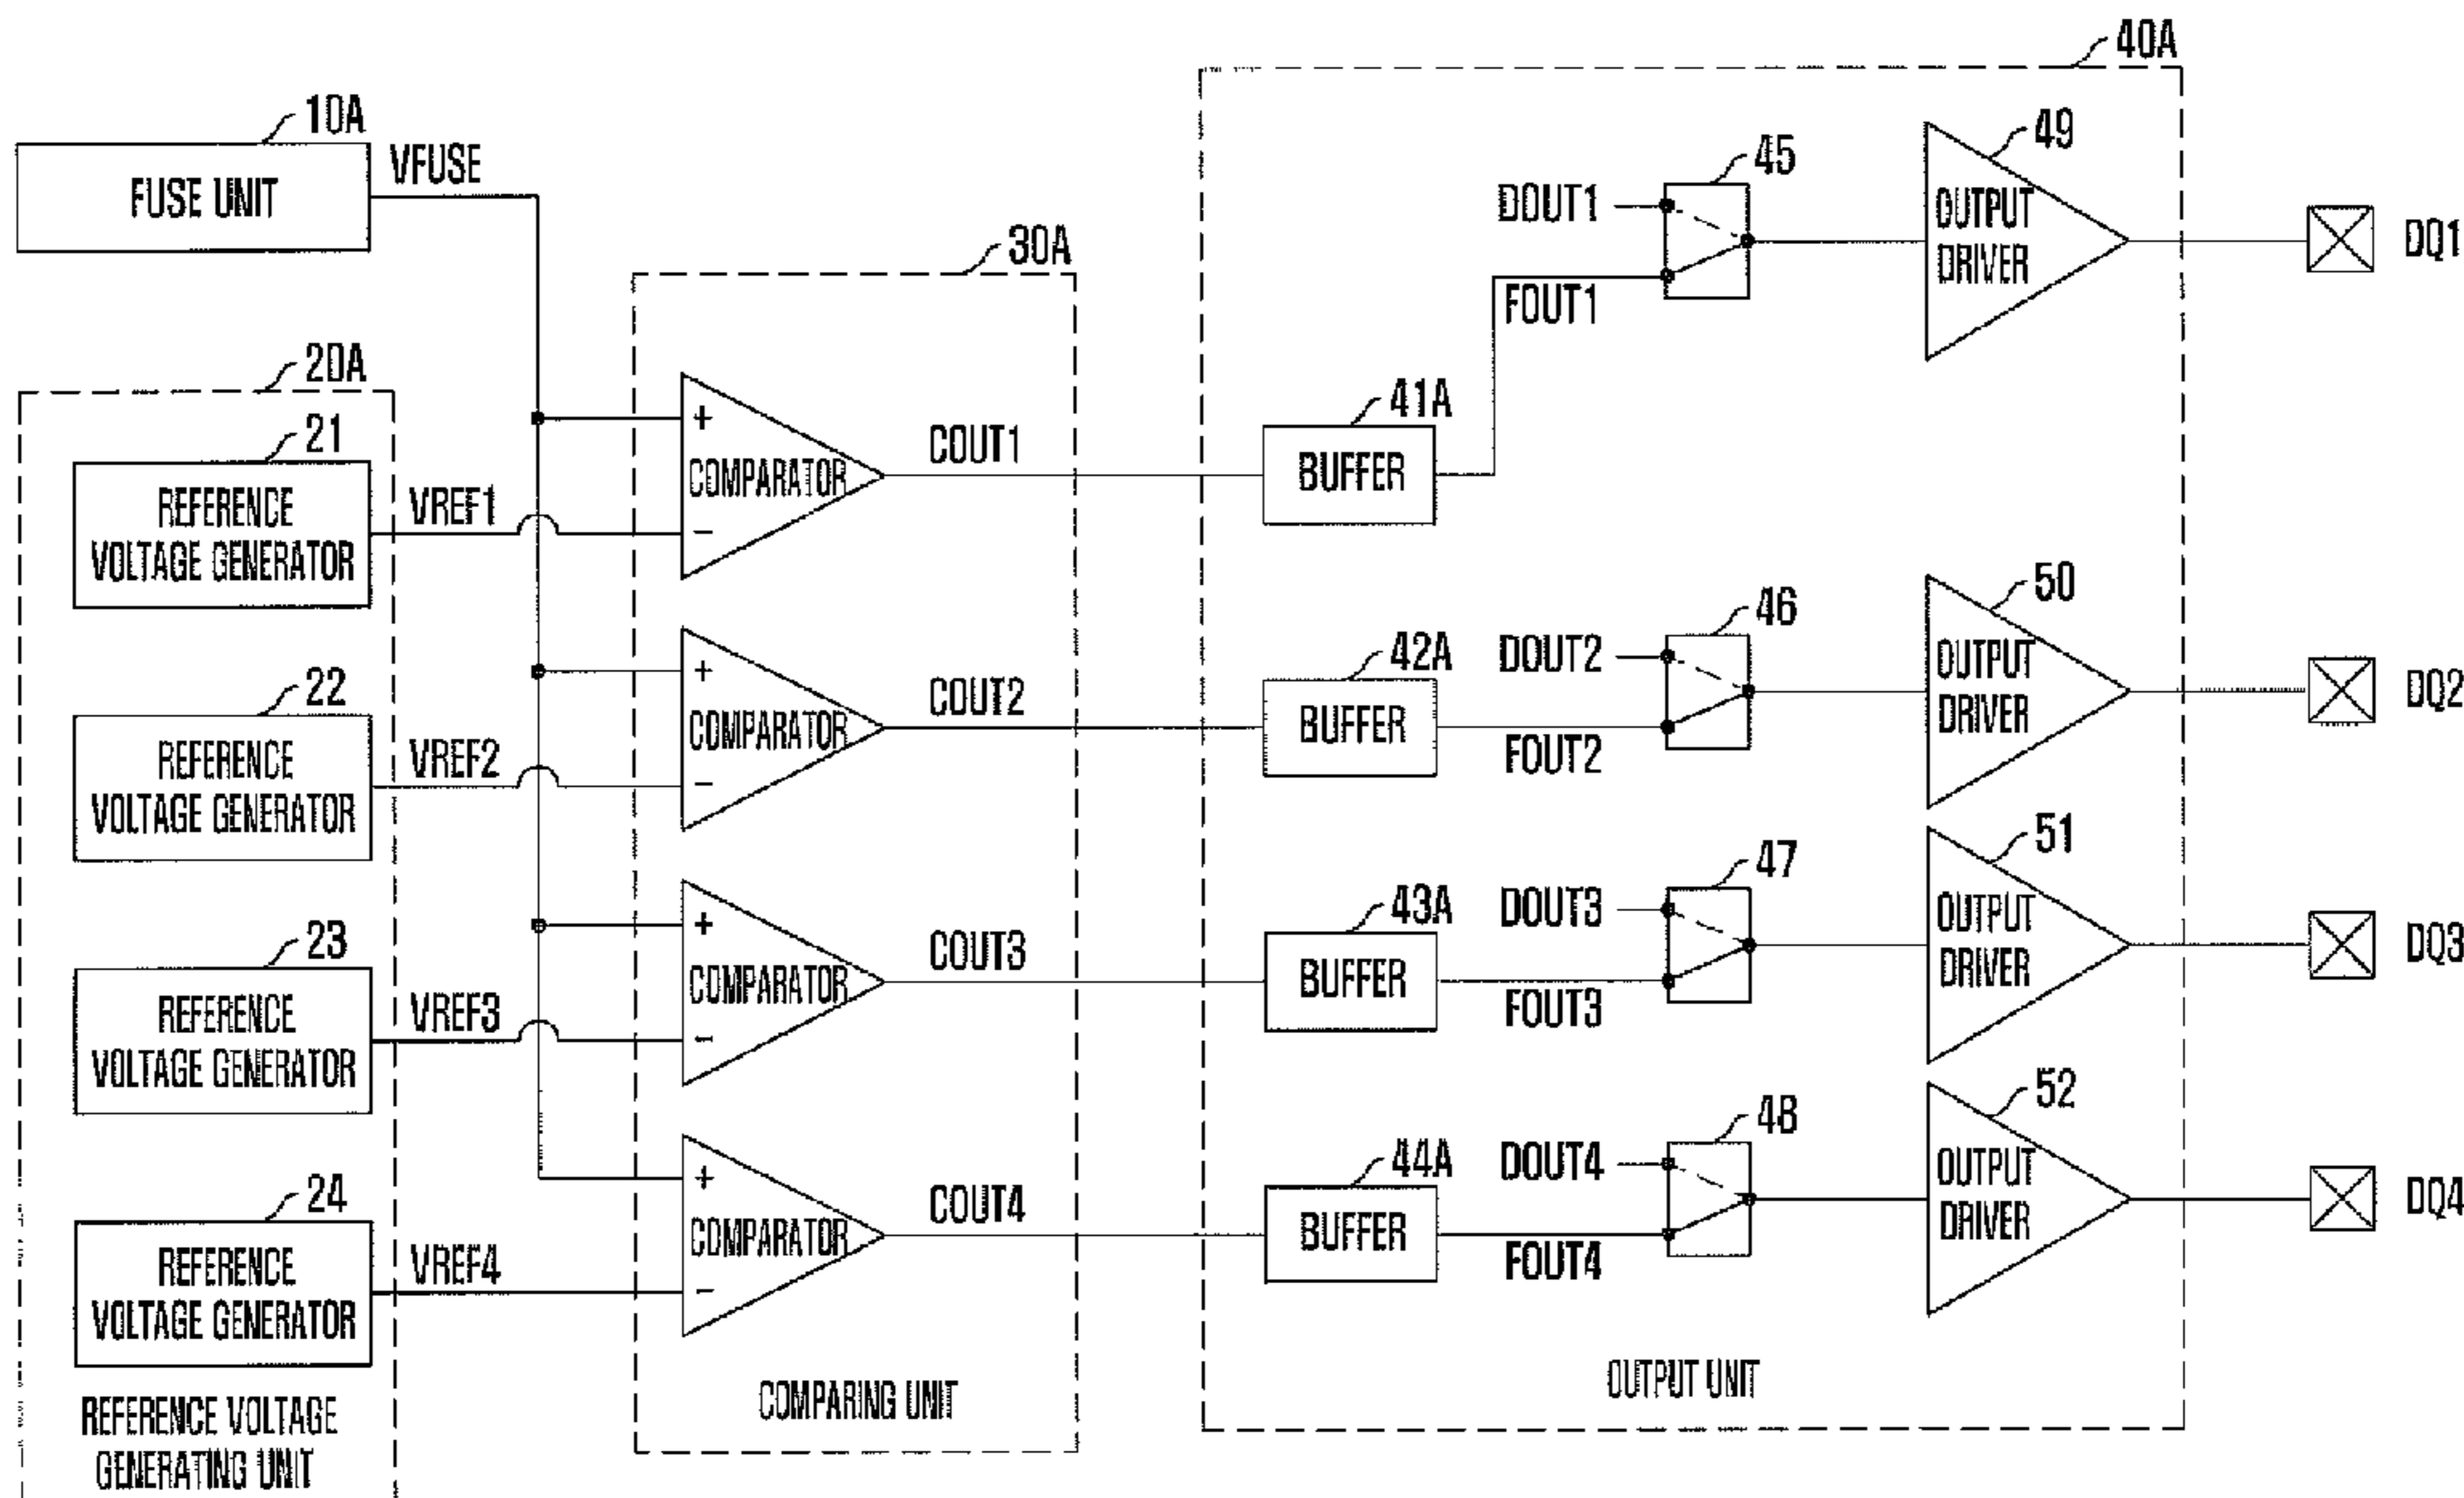 40A
10A
FUSE UNIT
VFUSE
30A
45
DOUT1
FOUT1
49
OUTPUT
DRIVER
DQ1
20A
21
REFERENCE
VOLTAGE GENERATOR
VREF1
+
COMPARATOR
−
COUT1
41A
BUFFER
22
REFERENCE
VOLTAGE GENERATOR
VREF2
+
COMPARATOR
−
COUT2
42A
BUFFER
DOUT2
FOUT2
46
50
OUTPUT
DRIVER
DQ2
23
REFERENCE
VOLTAGE GENERATOR
VREF3
+
COMPARATOR
−
COUT3
43A
BUFFER
DOUT3
FOUT3
47
51
OUTPUT
DRIVER
DQ3
24
REFERENCE
VOLTAGE GENERATOR
VREF4
+
COMPARATOR
−
COUT4
44A
BUFFER
DOUT4
FOUT4
48
52
OUTPUT
DRIVER
DQ4
REFERENCE VOLTAGE
GENERATING UNIT
COMPARING UNIT
OUTPUT UNIT